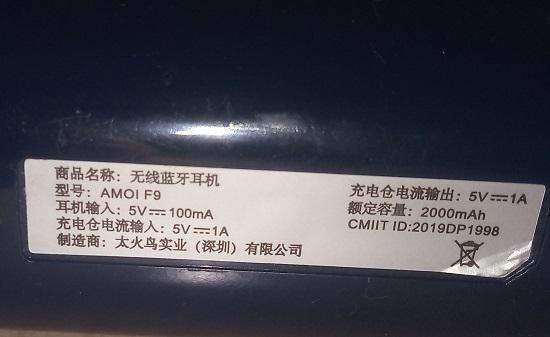 商品名称：无线蓝牙耳机
型号：AMOI F9
耳机输入：5V⎓100mA
充电仓电流输入：5V⎓1A
制造商：太火鸟实业（深圳）有限公司
充电仓电流输出：5V⎓1A
额定容量：2000mAh
CMIIT ID:2019DP1998